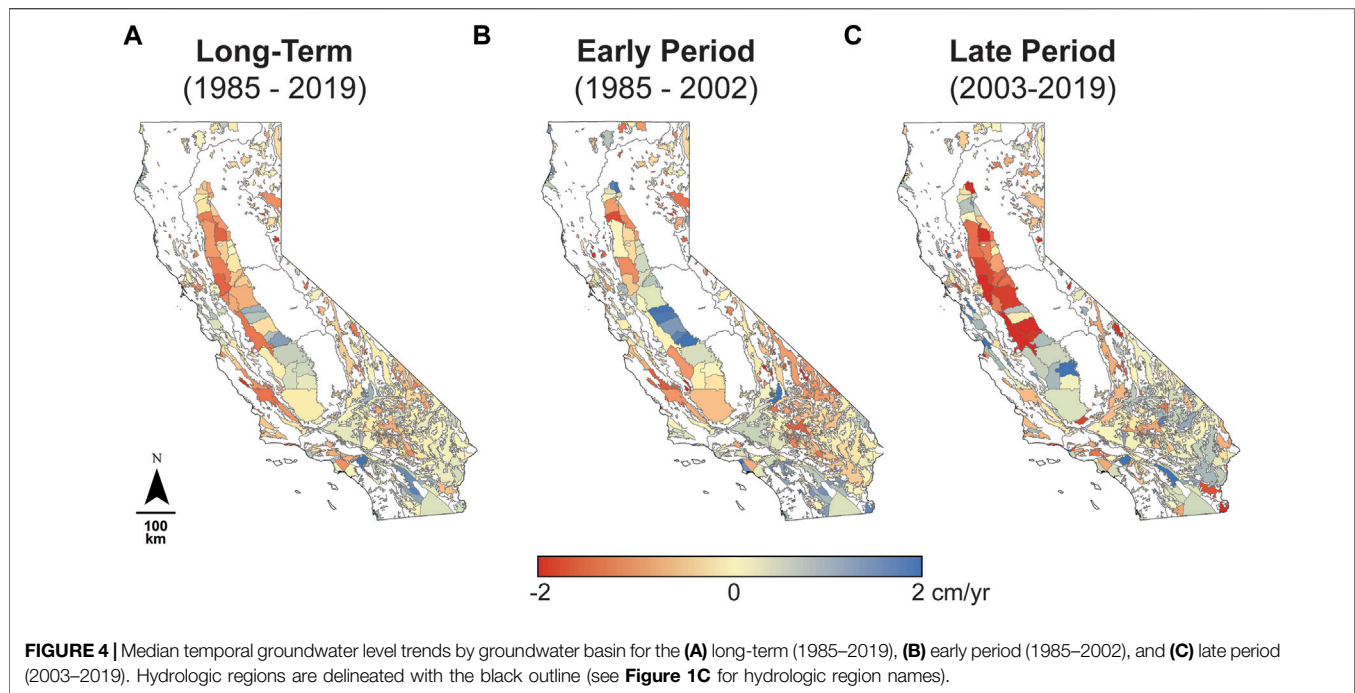 A
Long-Term
(1985 - 2019)
B
Early Period
(1985 - 2002)
C
Late Period
(2003-2019)
N
100
km
-2 0 2 cm/yr
FIGURE 4 | Median temporal groundwater level trends by groundwater basin for the (A) long-term (1985–2019), (B) early period (1985–2002), and (C) late period
(2003–2019). Hydrologic regions are delineated with the black outline (see Figure 1C for hydrologic region names).